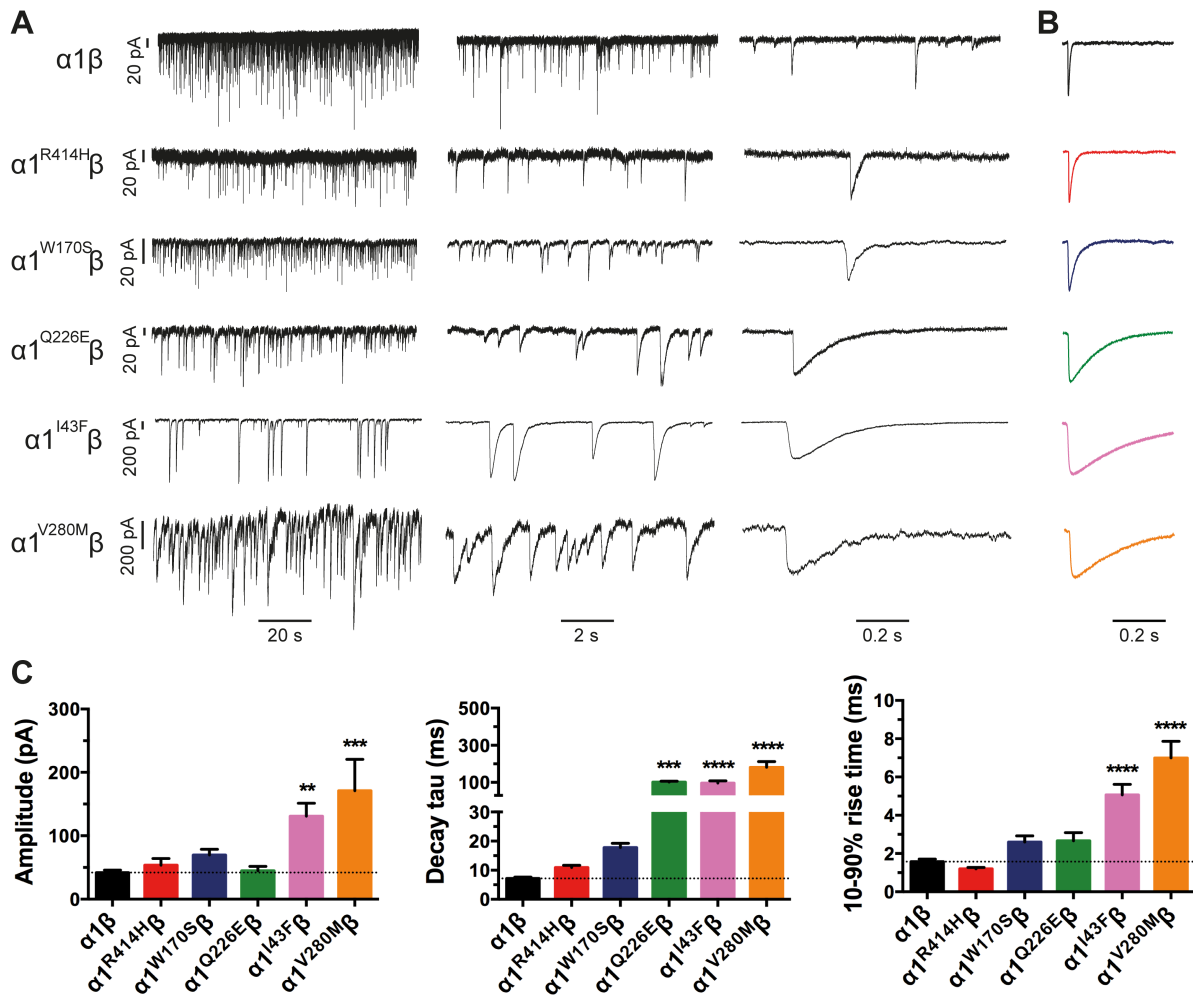 A
B
α1β
20 pA
α1R414Hβ
20 pA
α1W170Sβ
20 pA
α1Q226Eβ
20 pA
α1I43Fβ
200 pA
α1V280Mβ
200 pA
20 s
2 s
0.2 s
0.2 s
C
Amplitude (pA)
300
200
100
0
**
***
α1β
α1R414Hβ
α1W170Sβ
α1Q226Eβ
α1I43Fβ
α1V280Mβ
Decay tau (ms)
500
400
300
200
100
30
20
10
0
***
****
****
α1β
α1R414Hβ
α1W170Sβ
α1Q226Eβ
α1I43Fβ
α1V280Mβ
10-90% rise time (ms)
10
8
6
4
2
0
****
****
α1β
α1R414Hβ
α1W170Sβ
α1Q226Eβ
α1I43Fβ
α1V280Mβ